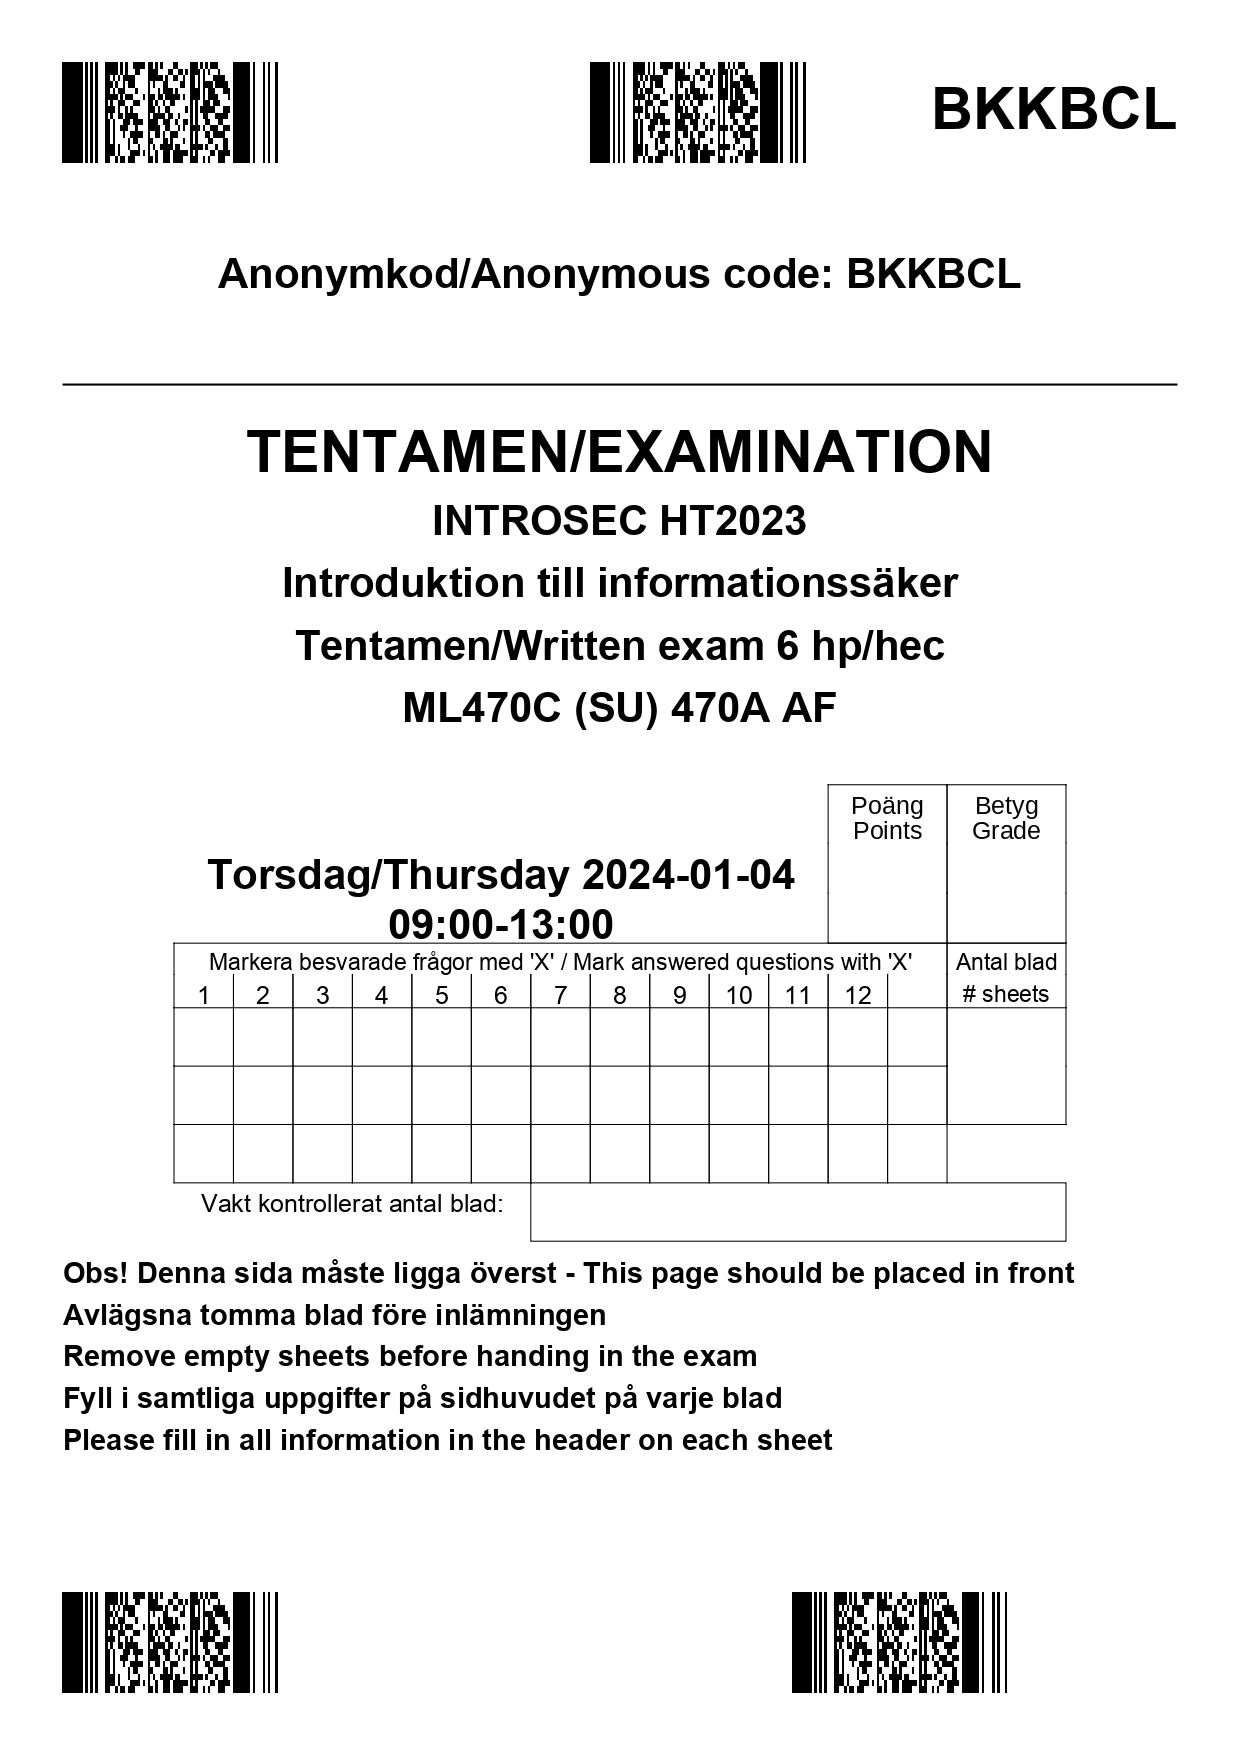 BKKBCL
Anonymkod/Anonymous code: BKKBCL
TENTAMEN/EXAMINATION
INTROSEC HT2023
Introduktion till informationssäker
Tentamen/Written exam 6 hp/hec
ML470C (SU) 470A AF
Poäng Betyg
Points Grade
Torsdag/Thursday 2024-01-04
09:00-13:00
Markera besvarade frågor med 'X' / Mark answered questions with 'X' Antal blad
1 2 3 4 5 6 7 8 9 10 11 12 # sheets
Vakt kontrollerat antal blad:
Obs! Denna sida måste ligga överst - This page should be placed in front
Avlägsna tomma blad före inlämningen
Remove empty sheets before handing in the exam
Fyll i samtliga uppgifter på sidhuvudet på varje blad
Please fill in all information in the header on each sheet